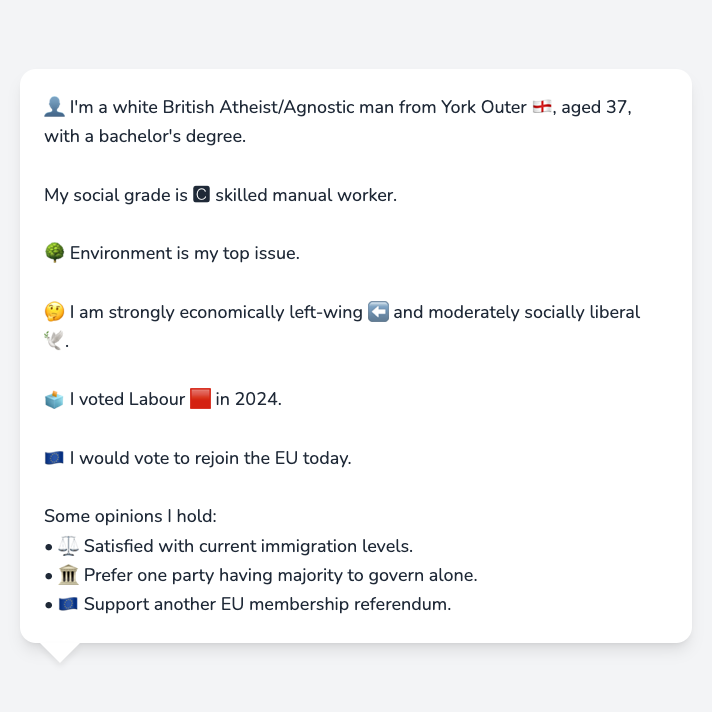 👤 I'm a white British Atheist/Agnostic man from York Outer 🏴󠁧󠁢󠁥󠁮󠁧󠁿, aged 37,
with a bachelor's degree.
My social grade is C skilled manual worker.
🌳 Environment is my top issue.
🤔 I am strongly economically left-wing ⬅️ and moderately socially liberal
🕊️.
🗳️ I voted Labour 🟥 in 2024.
🇪🇺 I would vote to rejoin the EU today.
Some opinions I hold:
• ⚖️ Satisfied with current immigration levels.
• 🏛️ Prefer one party having majority to govern alone.
• 🇪🇺 Support another EU membership referendum.